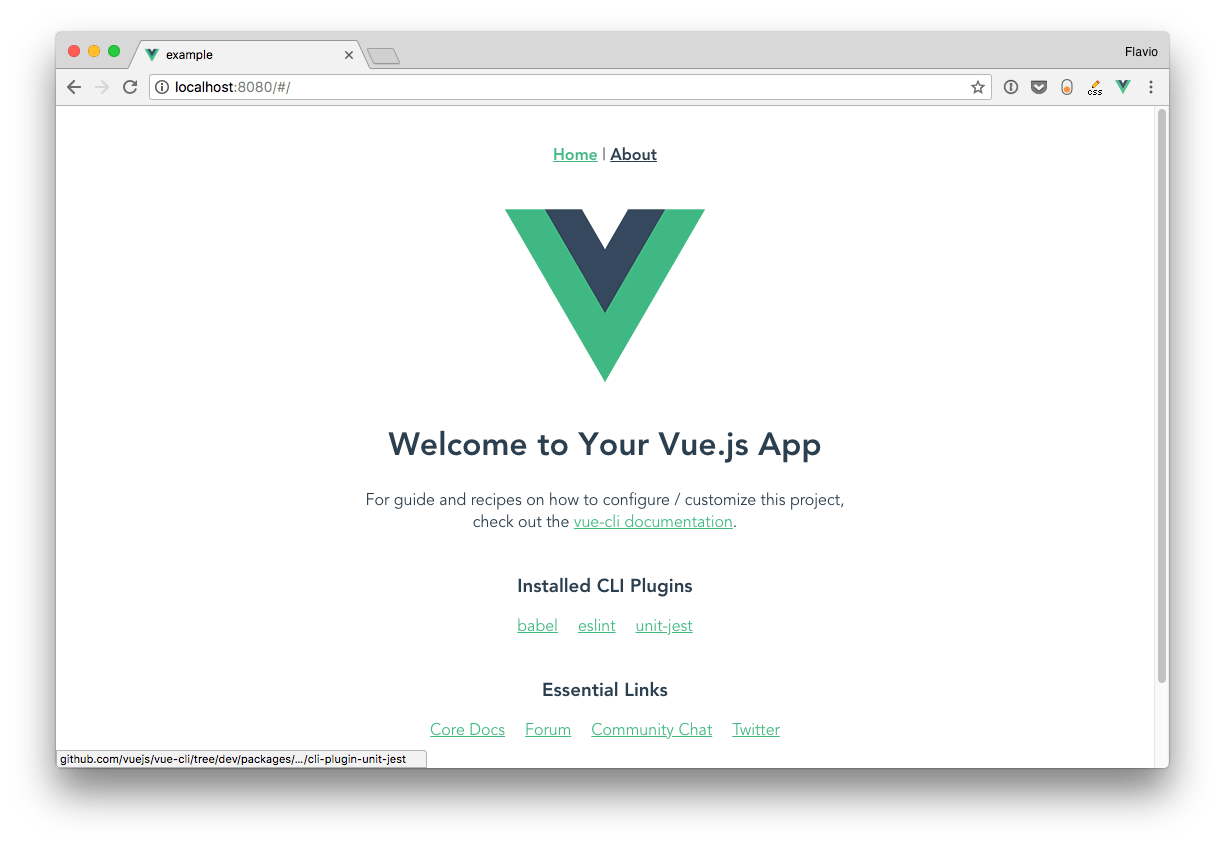 example
Flavio
localhost:8080/#/
css
Home | About
Welcome to Your Vue.js App
For guide and recipes on how to configure / customize this project,
check out the vue-cli documentation.
Installed CLI Plugins
babel eslint unit-jest
Essential Links
Core Docs Forum Community Chat Twitter
github.com/vuejs/vue-cli/tree/dev/packages/.../cli-plugin-unit-jest